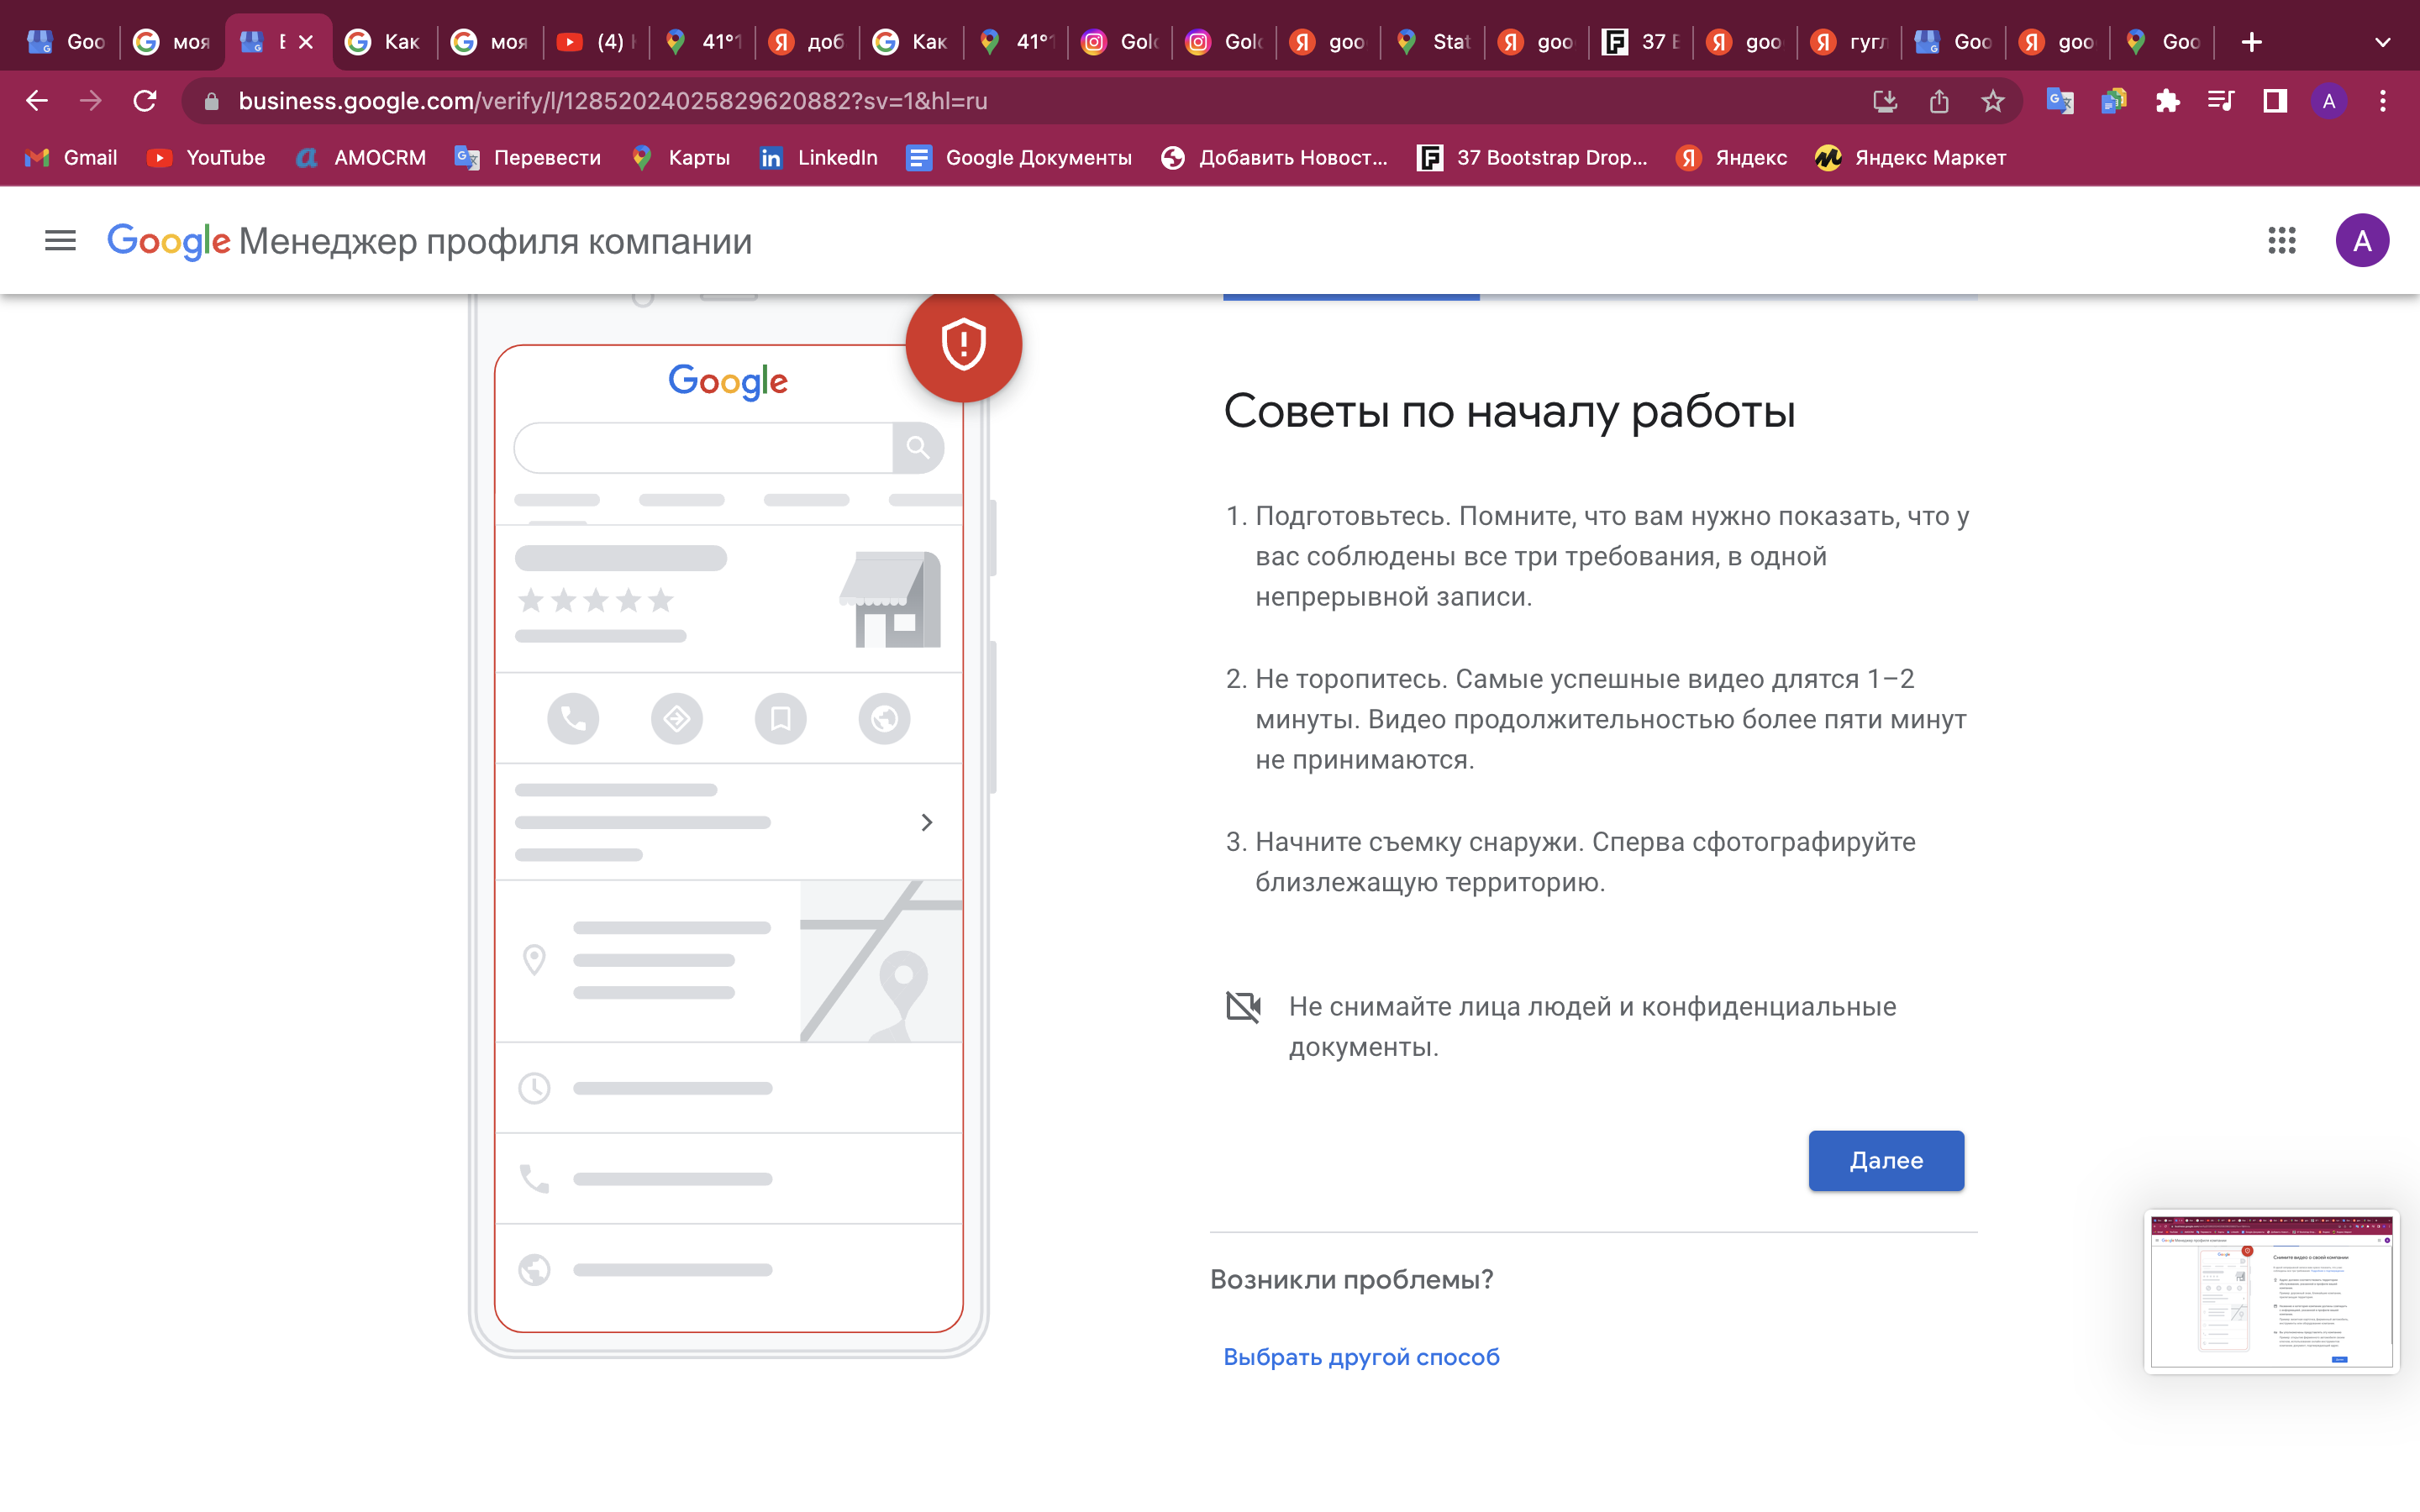 Goo
моя
Как
моя
(4)
41°1
доб
Как
41°1
Gol
Gol
goo
Stat
goo
37
goo
гугл
Goo
goo
Goo
business.google.com/verify/l/12852024025829620882?sv=1&hl=ru
A
Gmail
YouTube
AMOCRM
Перевести
Карты
LinkedIn
Google Документы
Добавить Новост...
37 Bootstrap Drop...
Яндекс
Яндекс Маркет
Google Менеджер профиля компании
A
Google
Советы по началу работы
1. Подготовьтесь. Помните, что вам нужно показать, что у
вас соблюдены все три требования, в одной
непрерывной записи.
2. Не торопитесь. Самые успешные видео длятся 1–2
минуты. Видео продолжительностью более пяти минут
не принимаются.
3. Начните съемку снаружи. Сперва сфотографируйте
близлежащую территорию.
Не снимайте лица людей и конфиденциальные
документы.
Далее
Возникли проблемы?
Выбрать другой способ